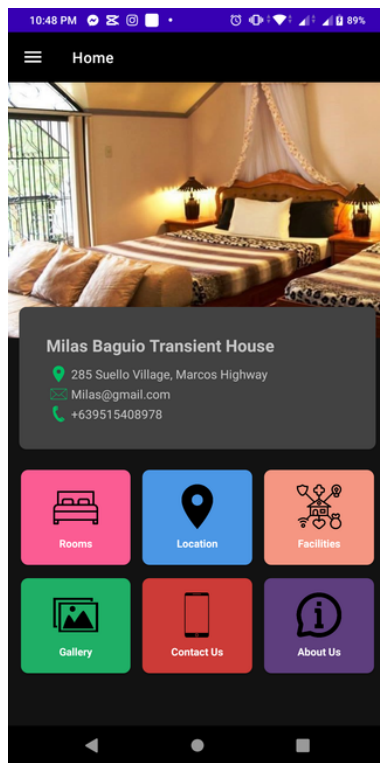 10:48 PM
89%
Home
Milas Baguio Transient House
285 Suello Village, Marcos Highway
Milas@gmail.com
+639515408978
Rooms
Location
Facilities
Gallery
Contact Us
About Us